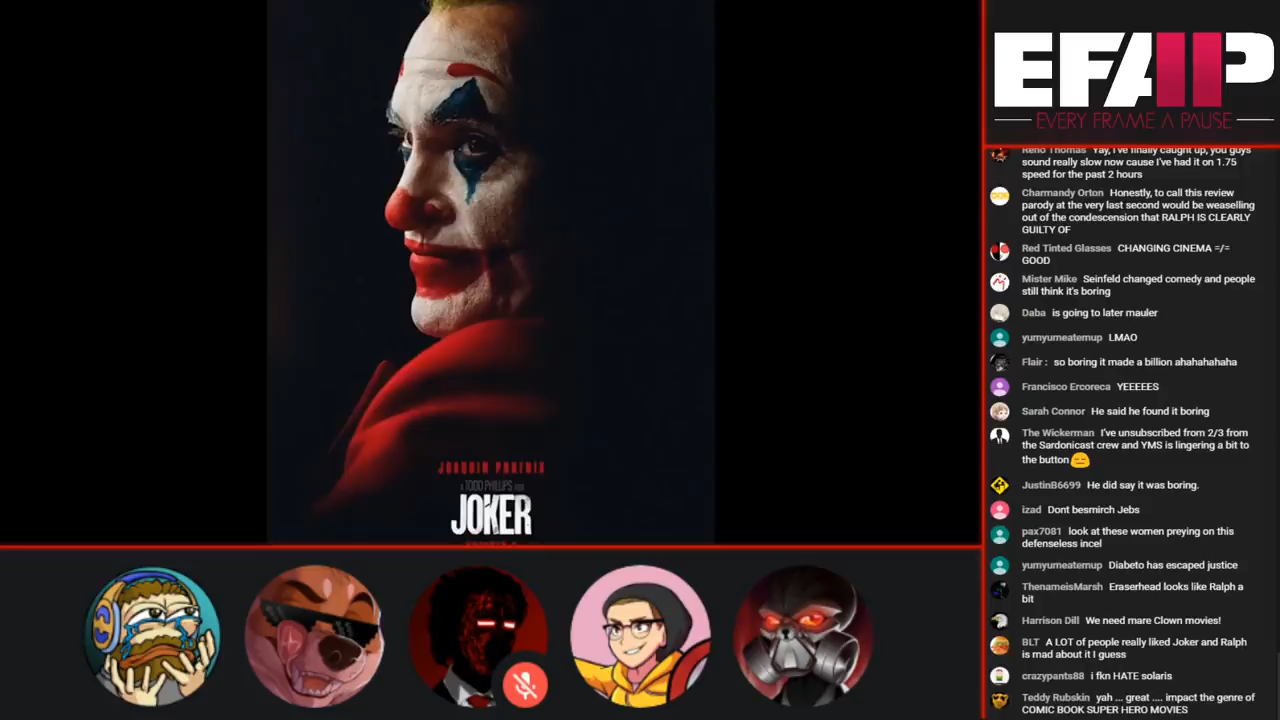 JOAQUIN PHOENIX
A TODD PHILLIPS FILM
JOKER
EFAP
EVERY FRAME A PAUSE
Reno Thomas Yay, I've finally caught up, you guys
sound really slow now cause I've had it on 1.75
speed for the past 2 hours
Charmandy Orton Honestly, to call this review
parody at the very last second would be weaselling
out of the condescension that RALPH IS CLEARLY
GUILTY OF
Red Tinted Glasses CHANGING CINEMA =/=
GOOD
Mister Mike Seinfeld changed comedy and people
still think it's boring
Daba is going to later mauler
yumyumeatemup LMAO
Flair : so boring it made a billion ahahahahaha
Francisco Ercoreca YEEEEES
Sarah Connor He said he found it boring
The Wickerman I've unsubscribed from 2/3 from
the Sardonicast crew and YMS is lingering a bit to
the button
JustinB6699 He did say it was boring.
izad Dont besmirch Jebs
pax7081 look at these women preying on this
defenseless incel
yumyumeatemup Diabeto has escaped justice
ThenameisMarsh Eraserhead looks like Ralph a
bit
Harrison Dill We need mare Clown movies!
BLT A LOT of people really liked Joker and Ralph
is mad about it I guess
crazypants88 i fkn HATE solaris
Teddy Rubskin yah ... great .... impact the genre of
COMIC BOOK SUPER HERO MOVIES